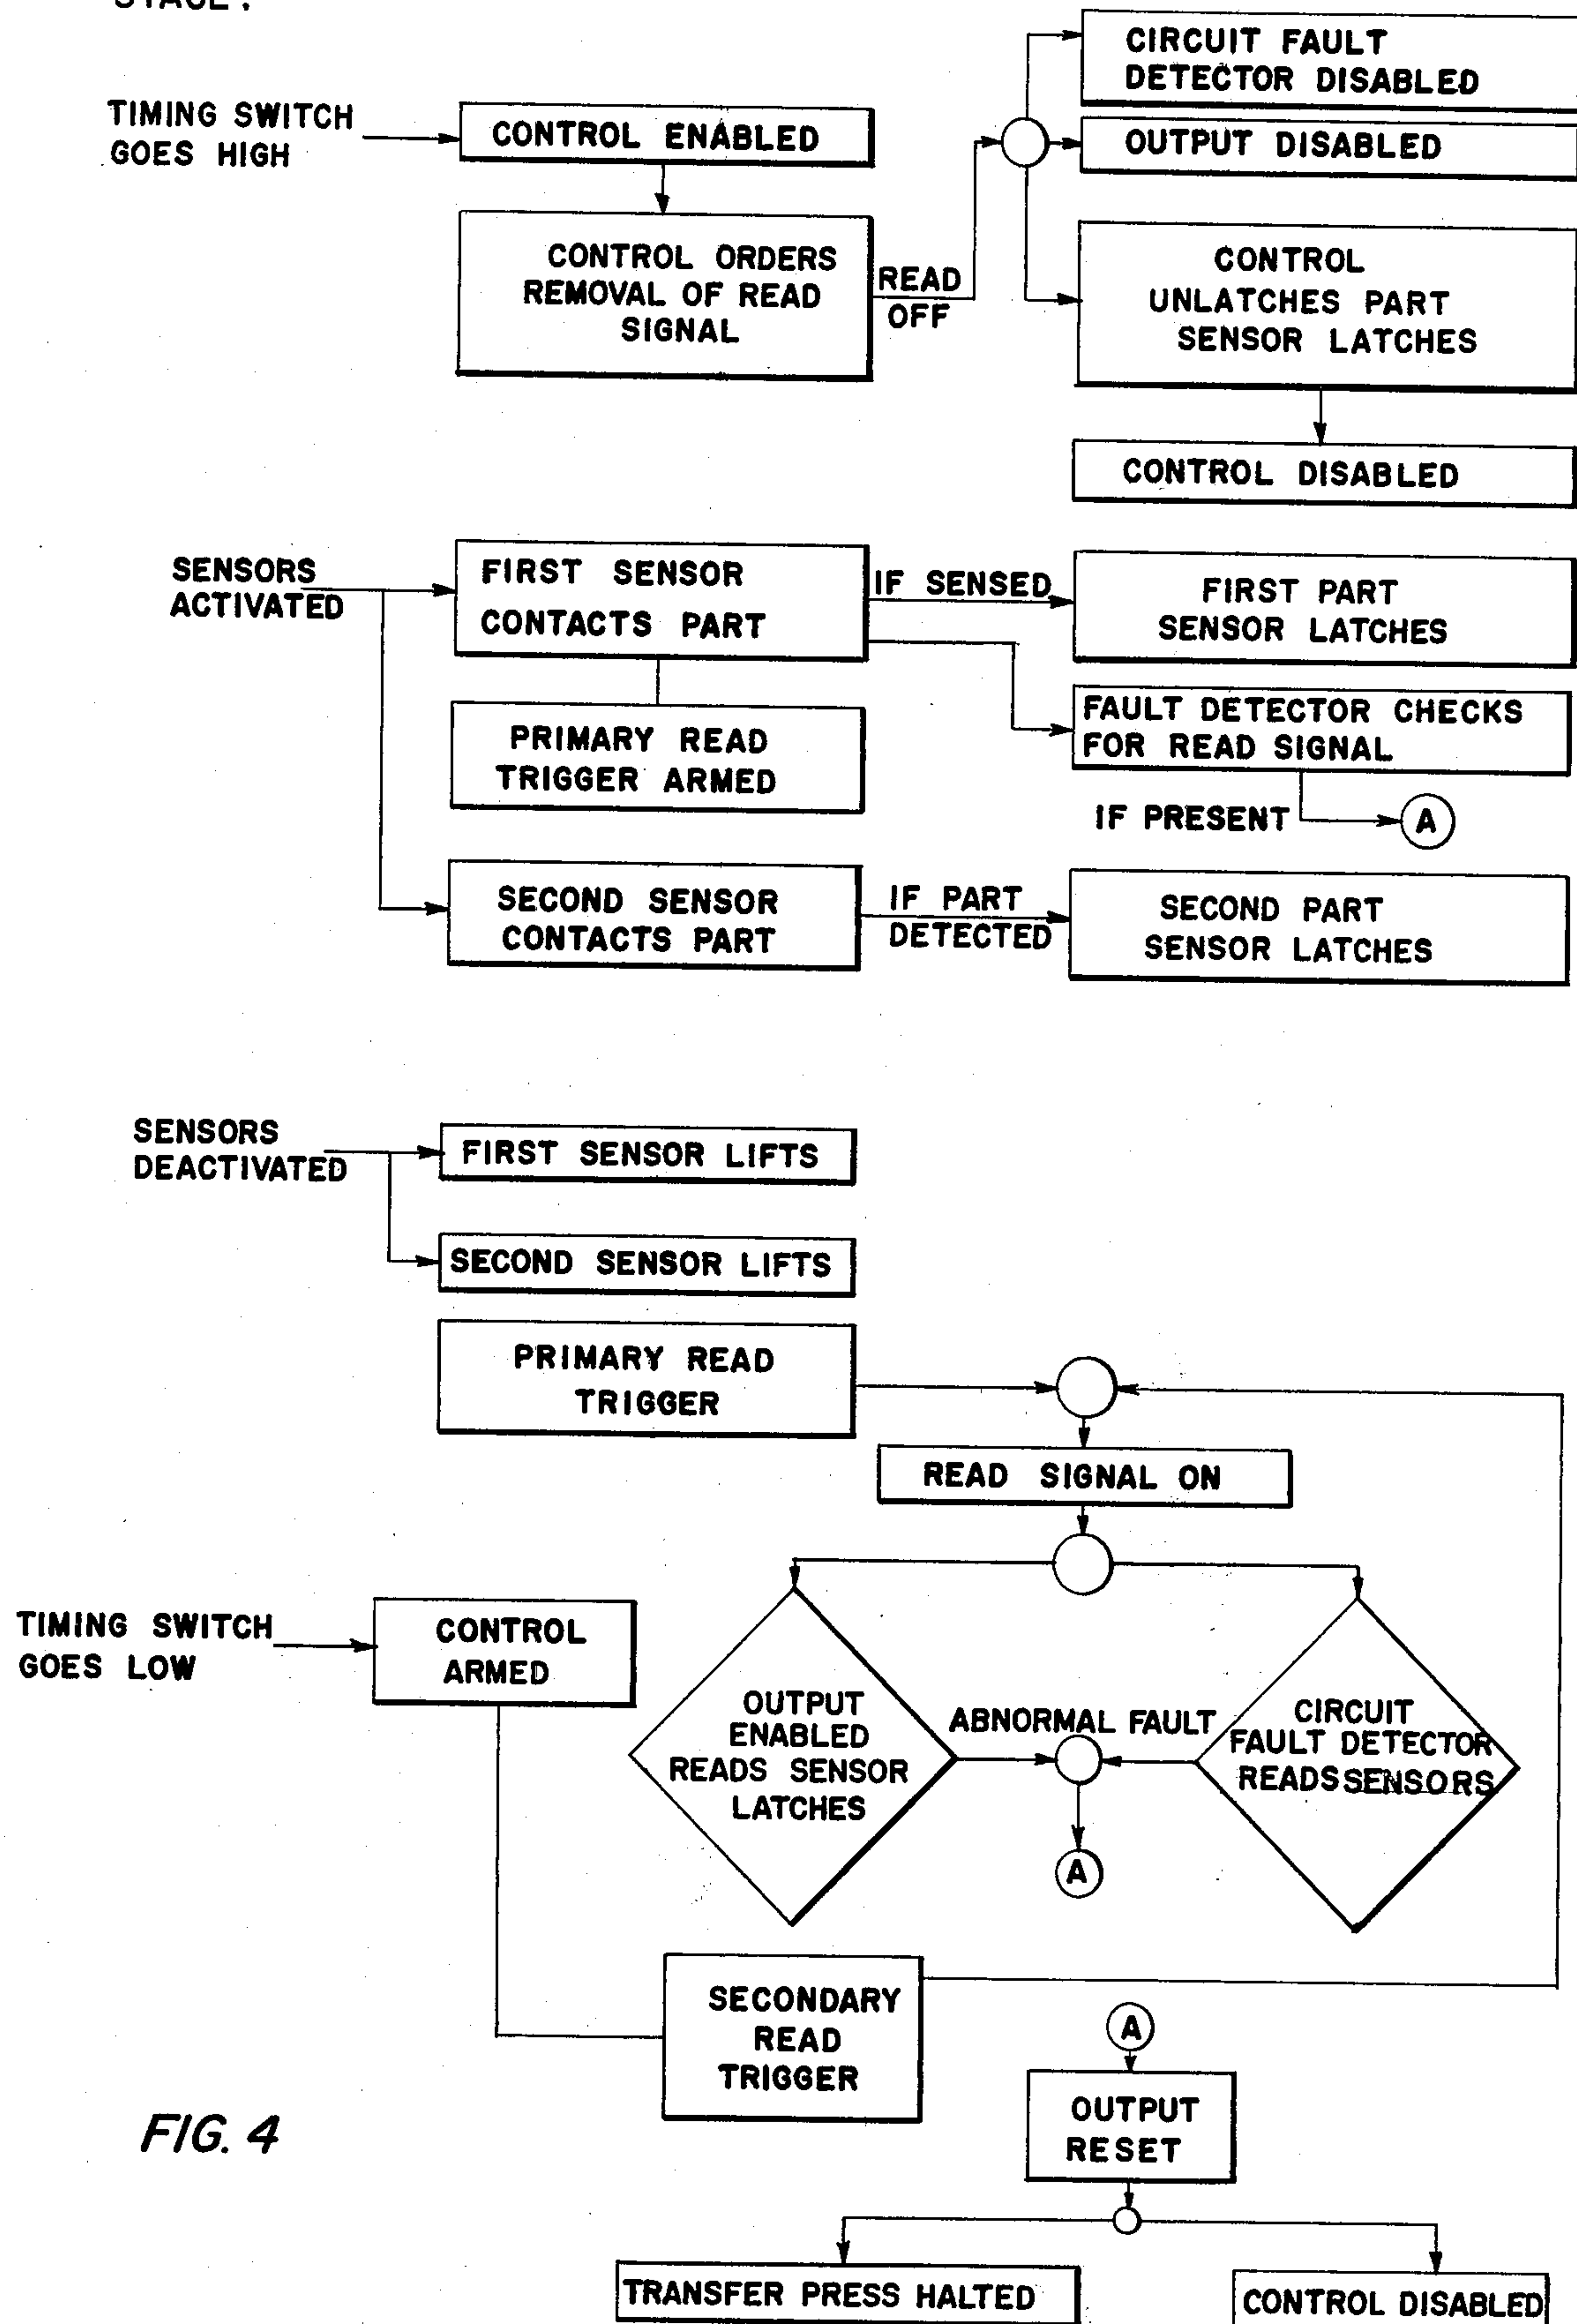 STAGE:
CIRCUIT FAULT
DETECTOR DISABLED
TIMING SWITCH
GOES HIGH
CONTROL ENABLED
OUTPUT DISABLED
CONTROL ORDERS
REMOVAL OF READ
SIGNAL
READ
OFF
CONTROL
UNLATCHES PART
SENSOR LATCHES
CONTROL DISABLED
SENSORS
ACTIVATED
FIRST SENSOR
CONTACTS PART
IF SENSED
FIRST PART
SENSOR LATCHES
PRIMARY READ
TRIGGER ARMED
FAULT DETECTOR CHECKS
FOR READ SIGNAL
IF PRESENT
A
SECOND SENSOR
CONTACTS PART
IF PART
DETECTED
SECOND PART
SENSOR LATCHES
SENSORS
DEACTIVATED
FIRST SENSOR LIFTS
SECOND SENSOR LIFTS
PRIMARY READ
TRIGGER
READ SIGNAL ON
TIMING SWITCH
GOES LOW
CONTROL
ARMED
OUTPUT
ENABLED
READS SENSOR
LATCHES
ABNORMAL FAULT
CIRCUIT
FAULT DETECTOR
READS SENSORS
A
SECONDARY
READ
TRIGGER
A
OUTPUT
RESET
FIG. 4
TRANSFER PRESS HALTED
CONTROL DISABLED